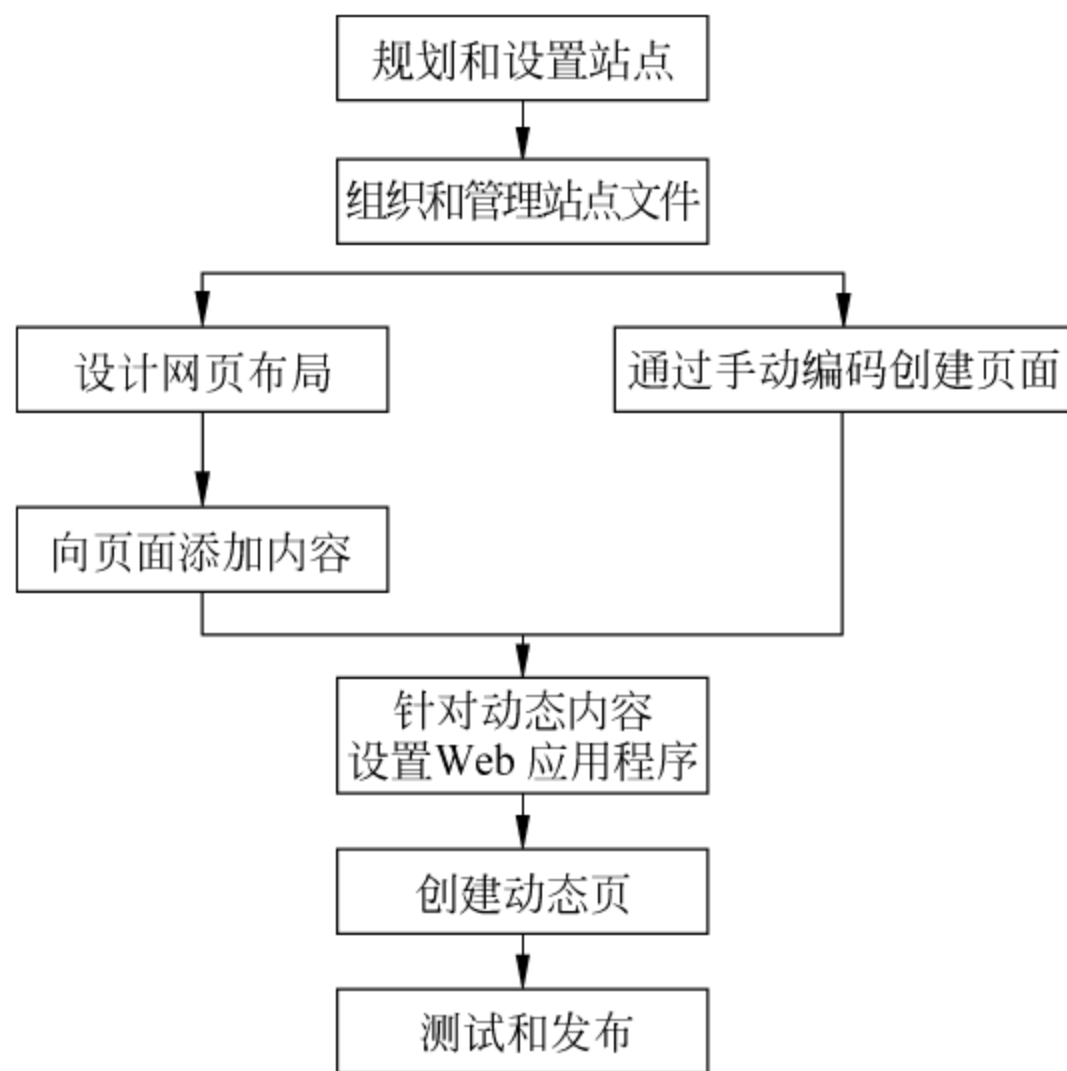 规划和设置站点
组织和管理站点文件
设计网页布局
通过手动编码创建页面
向页面添加内容
针对动态内容
设置Web 应用程序
创建动态页
测试和发布